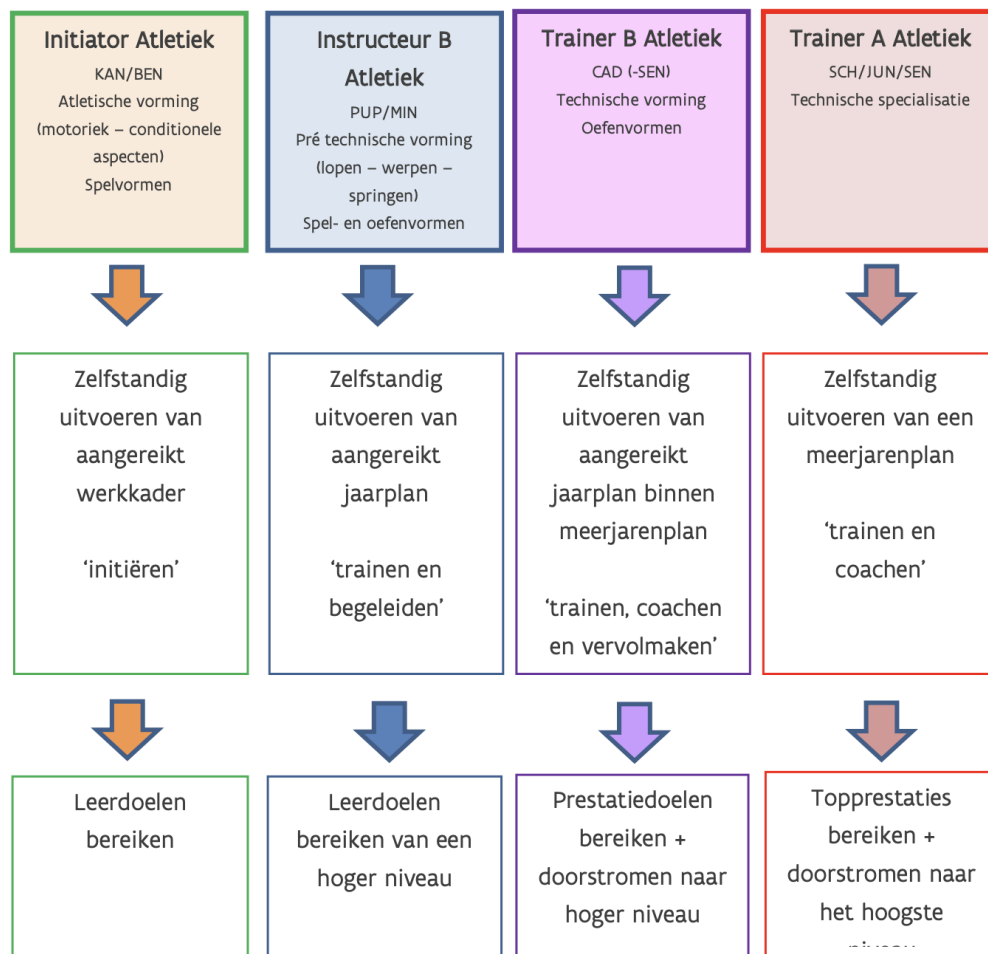 Initiator Atletiek
KAN/BEN
Atletische vorming
(motoriek – conditionele
aspecten)
Spelvormen
Instructeur B
Atletiek
PUP/MIN
Pré technische vorming
(lopen – werpen –
springen)
Spel- en oefenvormen
Trainer B Atletiek
CAD (-SEN)
Technische vorming
Oefenvormen
Trainer A Atletiek
SCH/JUN/SEN
Technische specialisatie
Zelfstandig
uitvoeren van
aangereikt
werkkader
‘initiëren’
Zelfstandig
uitvoeren van
aangereikt
jaarplan
‘trainen en
begeleiden’
Zelfstandig
uitvoeren van
aangereikt
jaarplan binnen
meerjarenplan
‘trainen, coachen
en vervolmaken’
Zelfstandig
uitvoeren van een
meerjarenplan
‘trainen en
coachen’
Leerdoelen
bereiken
Leerdoelen
bereiken van een
hoger niveau
Prestatiedoelen
bereiken +
doorstromen naar
hoger niveau
Topprestaties
bereiken +
doorstromen naar
het hoogste